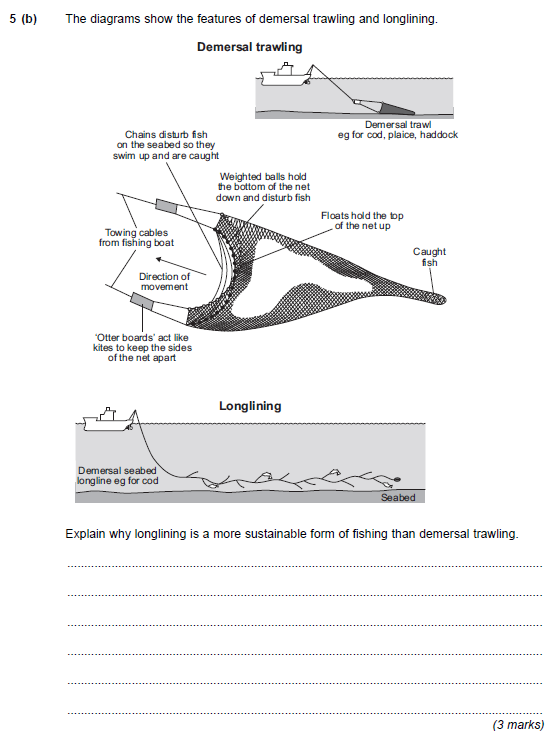 5 (b) The diagrams show the features of demersal trawling and longlining.
Demersal trawling
Demersal trawl
eg for cod, plaice, haddock
Chains disturb fish
on the seabed so they
swim up and are caught
Weighted balls hold
the bottom of the net
down and disturb fish
Floats hold the top
of the net up
Towing cables
from fishing boat
Caught
fish
Direction of
movement
'Otter boards' act like
kites to keep the sides
of the net apart
Longlining
Demersal seabed
longline eg for cod
Seabed
Explain why longlining is a more sustainable form of fishing than demersal trawling.
(3 marks)